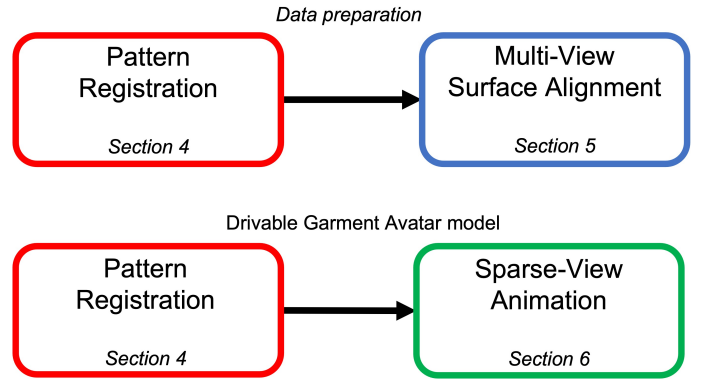 Data preparation
Pattern
Registration
Section 4
Multi-View
Surface Alignment
Section 5
Drivable Garment Avatar model
Pattern
Registration
Section 4
Sparse-View
Animation
Section 6